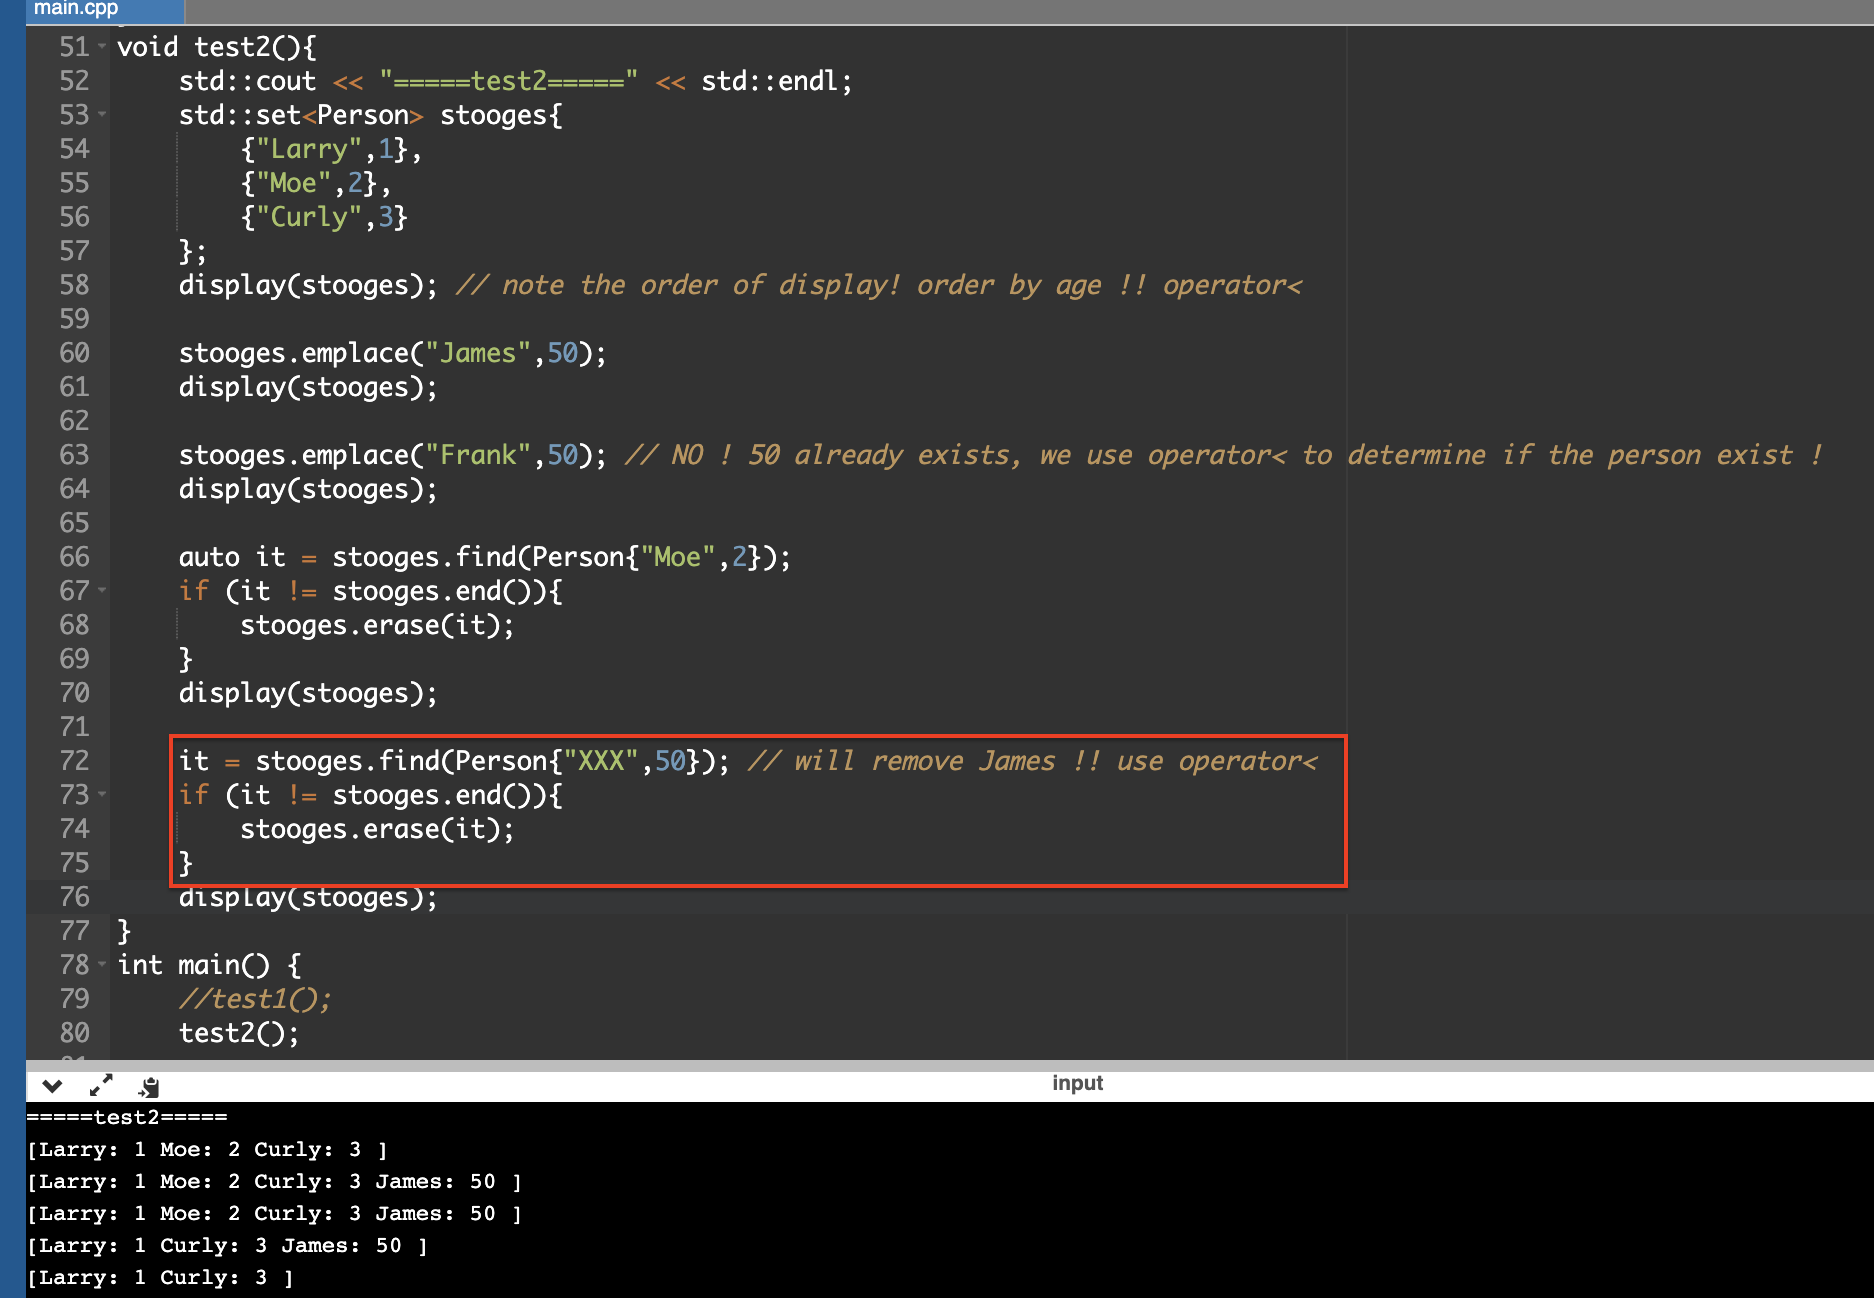 main.cpp
51 void test2(){
52     std::cout << "=====test2=====" << std::endl;
53     std::set<Person> stooges{
54         {"Larry",1},
55         {"Moe",2},
56         {"Curly",3}
57     };
58     display(stooges); // note the order of display! order by age !! operator<
59
60     stooges.emplace("James",50);
61     display(stooges);
62
63     stooges.emplace("Frank",50); // NO ! 50 already exists, we use operator< to determine if the person exist !
64     display(stooges);
65
66     auto it = stooges.find(Person{"Moe",2});
67     if (it != stooges.end()){
68         stooges.erase(it);
69     }
70     display(stooges);
71
72     it = stooges.find(Person{"XXX",50}); // will remove James !! use operator<
73     if (it != stooges.end()){
74         stooges.erase(it);
75     }
76     display(stooges);
77 }
78 int main() {
79     //test1();
80     test2();
input
=====test2=====
[Larry: 1 Moe: 2 Curly: 3 ]
[Larry: 1 Moe: 2 Curly: 3 James: 50 ]
[Larry: 1 Moe: 2 Curly: 3 James: 50 ]
[Larry: 1 Curly: 3 James: 50 ]
[Larry: 1 Curly: 3 ]